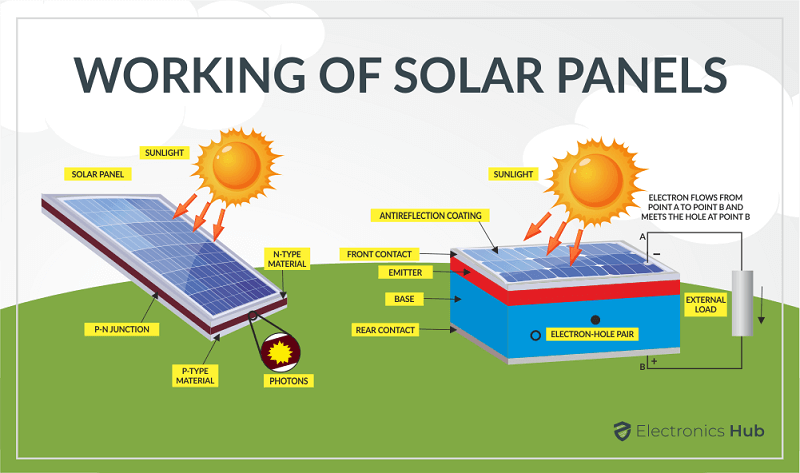 WORKING OF SOLAR PANELS
SUNLIGHT
SOLAR PANEL
N-TYPE
MATERIAL
P-N JUNCTION
P-TYPE
MATERIAL
PHOTONS
SUNLIGHT
ANTIREFLECTION COATING
ELECTRON FLOWS FROM
POINT A TO POINT B AND
MEETS THE HOLE AT POINT B
FRONT CONTACT
EMITTER
BASE
REAR CONTACT
ELECTRON-HOLE PAIR
A
−
EXTERNAL
LOAD
+
B
Electronics Hub